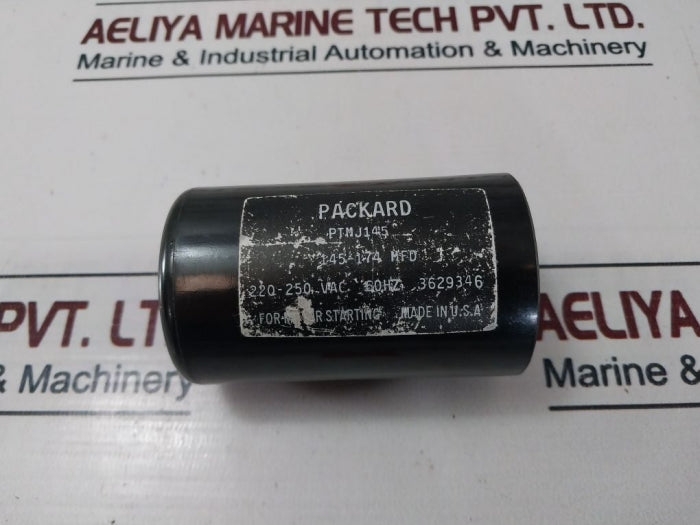 AELIYA MARINE TECH PVT. LTD.
Marine & Industrial Automation & Machinery
PACKARD
PTMJ145
145-174 MFD
220-250 VAC 60HZ 3629346
FOR STARTING MADE IN U.S.A
PVT. LT
& Machinery
AELIYA
Marine &